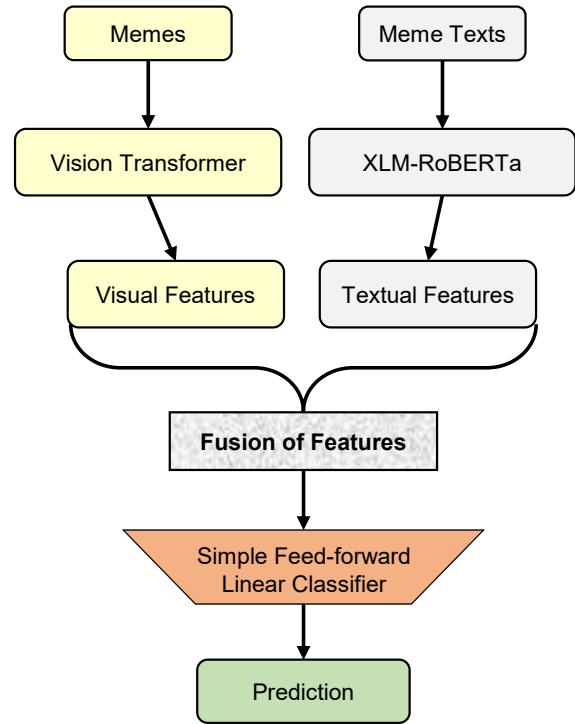 Memes
Meme Texts
Vision Transformer
XLM-RoBERTa
Visual Features
Textual Features
Fusion of Features
Simple Feed-forward
Linear Classifier
Prediction